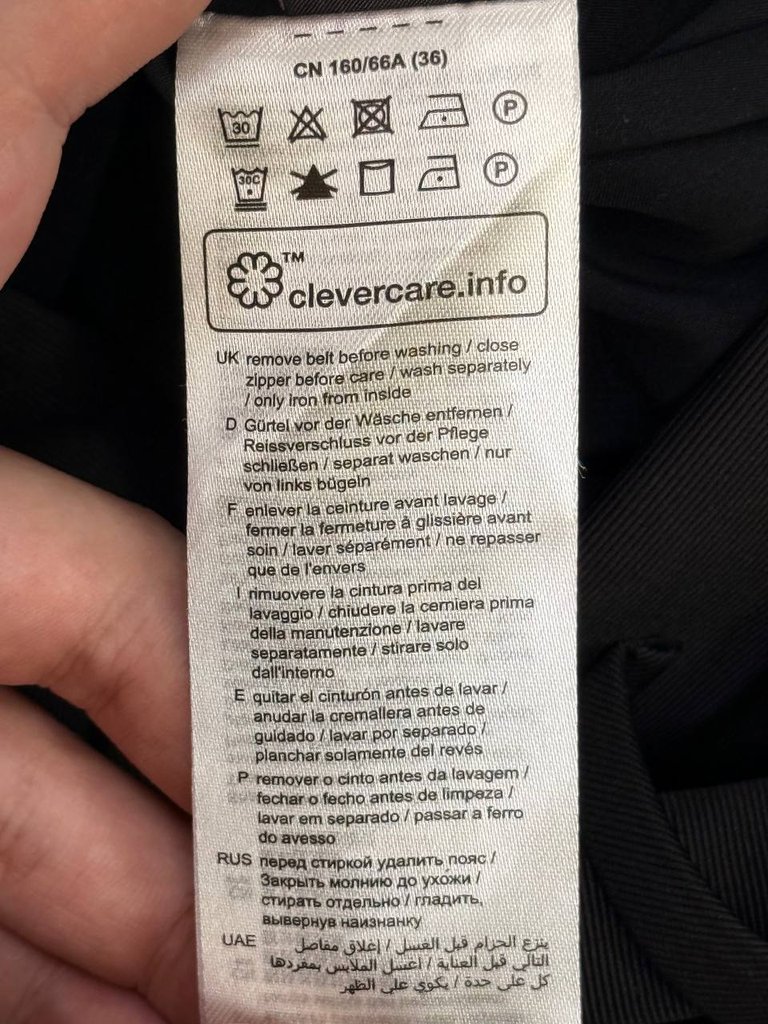 CN 160/66A (36)
30 P
30C P
TM
clevercare.info
UK remove belt before washing / close
zipper before care / wash separately
/ only iron from inside
D Gürtel vor der Wäsche entfernen /
Reissverschluss vor der Pflege
schließen / separat waschen / nur
von links bügeln
F enlever la ceinture avant lavage /
fermer la fermeture à glissière avant
soin / laver séparément / ne repasser
que de l'envers
I rimuovere la cintura prima del
lavaggio / chiudere la cerniera prima
della manutenzione / lavare
separatamente / stirare solo
dall'interno
E quitar el cinturón antes de lavar /
anudar la cremallera antes de
guidado / lavar por separado /
planchar solamente del revés
P remover o cinto antes da lavagem /
fechar o fecho antes de limpeza /
lavar em separado / passar a ferro
do avesso
RUS перед стиркой удалить пояс /
Закрыть молнию до ухожи /
стирать отдельно / гладить,
вывернув наизнанку
UAE ينزع الحزام قبل الغسل / إغلاق مفاصل
التالي قبل العناية / اغسل الملابس بمفردها
كل على حدة / يكوي على الظهر